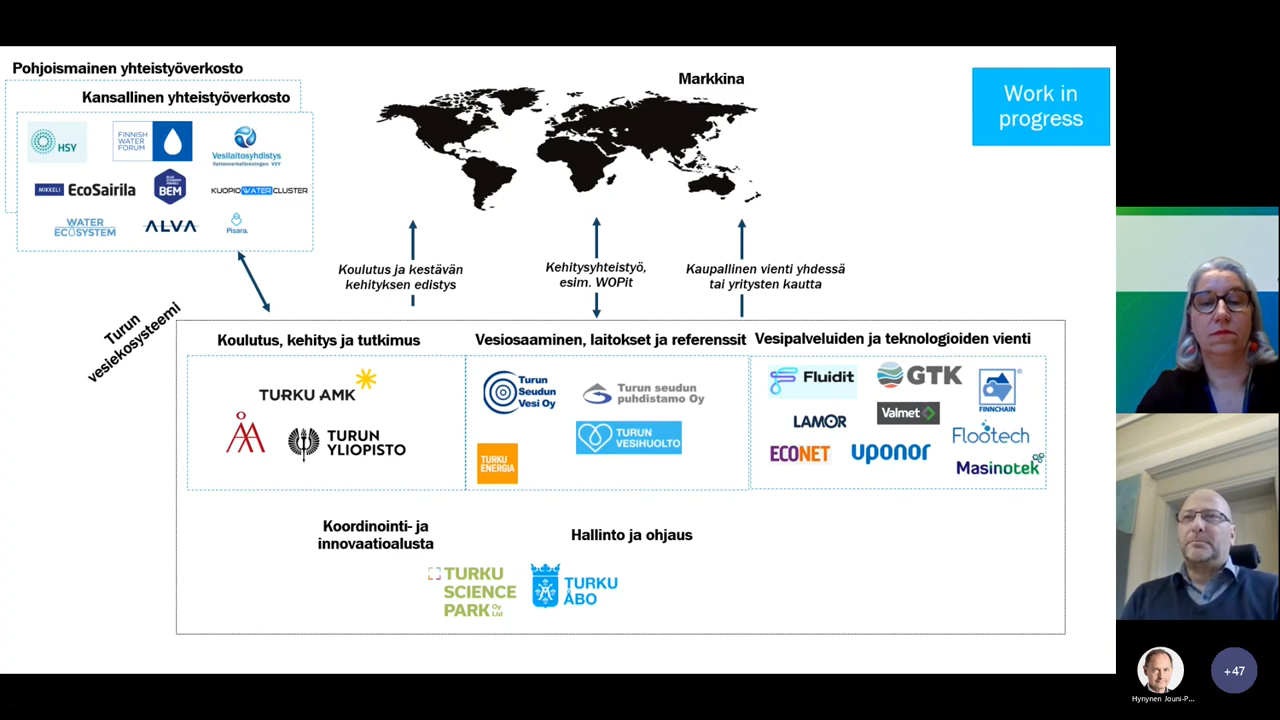 Pohjoismainen yhteistyöverkosto
Kansallinen yhteistyöverkosto
HSY
FINNISH
WATER
FORUM
Vesilaitosyhdistys
Vattenverksföreningen VVY
MIKKELI EcoSairila
BEM
KUOPIO WATER CLUSTER
WATER
ECOSYSTEM
ALVA
Pisara.
Markkina
Work in
progress
Koulutus ja kestävän
kehityksen edistys
Kehitysyhteistyö,
esim. WOPit
Kaupallinen vienti yhdessä
tai yritysten kautta
Turun
vesiekosysteemi
Koulutus, kehitys ja tutkimus
TURKU AMK
TURUN
YLIOPISTO
Vesiosaaminen, laitokset ja referenssit
Turun
Seudun
Vesi Oy
Turun seudun
puhdistamo Oy
TURUN
VESIHUOLTO
TURKU
ENERGIA
Vesipalveluiden ja teknologioiden vienti
Fluidit
GTK
FINNCHAIN
LAMOR
Valmet
Flootech
ECONET
uponor
Masinotek
Koordinointi- ja
innovaatioalusta
Hallinto ja ohjaus
TURKU
SCIENCE
PARK Oy Ltd
TURKU
ÅBO
Hynynen Jouni-P...
+47